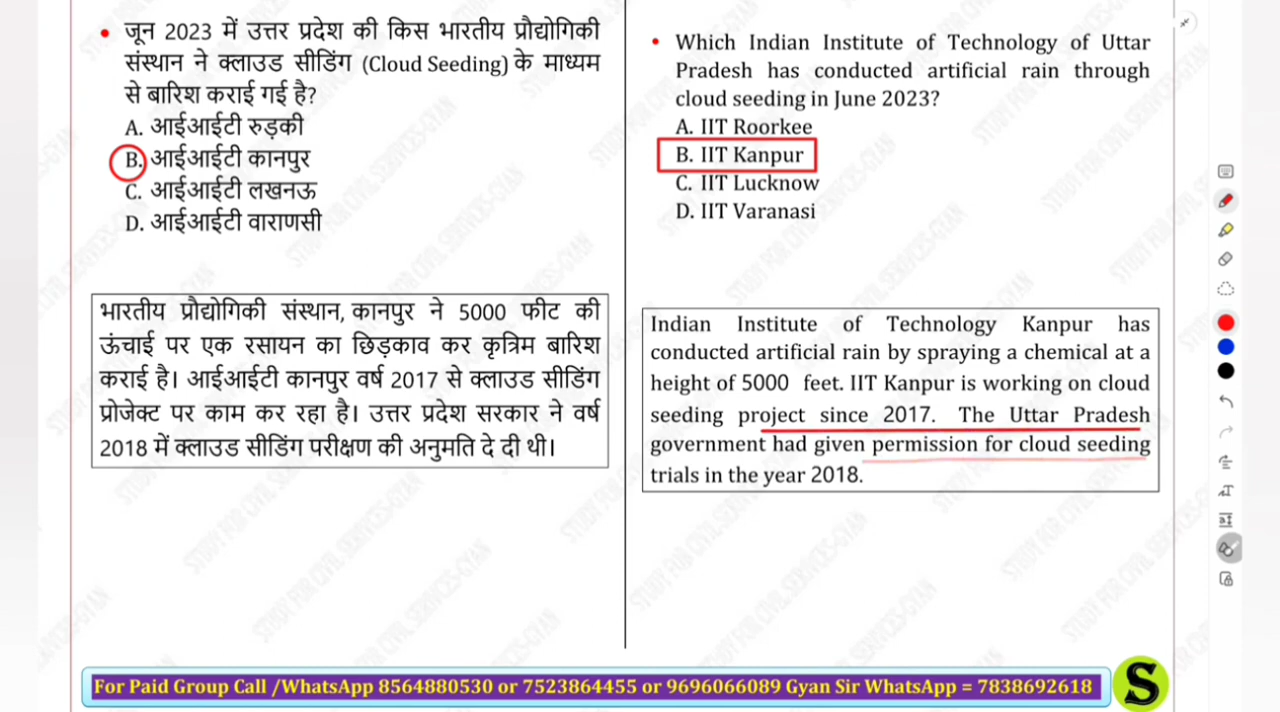 जून 2023 में उत्तर प्रदेश की किस भारतीय प्रौद्योगिकी
संस्थान ने क्लाउड सीडिंग (Cloud Seeding) के माध्यम
से बारिश कराई गई है?
A. आईआईटी रुड़की
B. आईआईटी कानपुर
C. आईआईटी लखनऊ
D. आईआईटी वाराणसी
भारतीय प्रौद्योगिकी संस्थान, कानपुर ने 5000 फीट की
ऊंचाई पर एक रसायन का छिड़काव कर कृत्रिम बारिश
कराई है। आईआईटी कानपुर वर्ष 2017 से क्लाउड सीडिंग
प्रोजेक्ट पर काम कर रहा है। उत्तर प्रदेश सरकार ने वर्ष
2018 में क्लाउड सीडिंग परीक्षण की अनुमति दे दी थी।
Which Indian Institute of Technology of Uttar
Pradesh has conducted artificial rain through
cloud seeding in June 2023?
A. IIT Roorkee
B. IIT Kanpur
C. IIT Lucknow
D. IIT Varanasi
Indian Institute of Technology Kanpur has
conducted artificial rain by spraying a chemical at a
height of 5000 feet. IIT Kanpur is working on cloud
seeding project since 2017. The Uttar Pradesh
government had given permission for cloud seeding
trials in the year 2018.
For Paid Group Call /WhatsApp 8564880530 or 7523864455 or 9696066089 Gyan Sir WhatsApp = 7838692618
S
STUDY FOR CIVIL SERVICES-GYAN